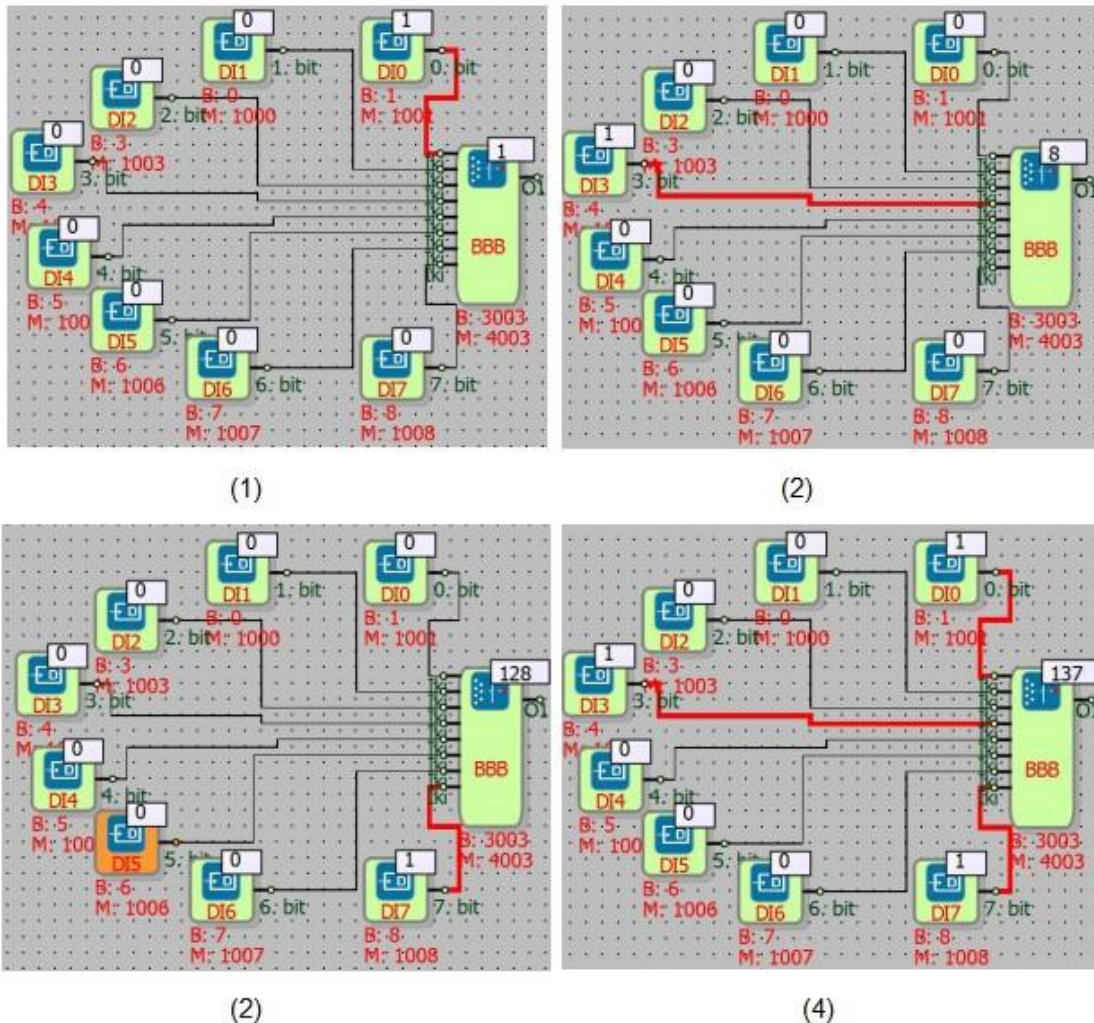 0
1
DI1
1. bit
DI0
0. bit
0
B: 0
M: 1000
B: 1
M: 1001
DI2
2. bit
0
B: 3
M: 1003
1
DI3
3. bit
O1
B: 4
0
DI4
4. bit
BBB
B: 5
M: 100
0
DI5
5. bit
B: 3003
M: 4003
B: 6
M: 1006
0
0
DI6
6. bit
DI7
7. bit
B: 7
M: 1007
B: 8
M: 1008
(1)
0
0
DI1
1. bit
DI0
0. bit
0
B: 0
M: 1000
B: 1
M: 1001
DI2
2. bit
1
B: 3
M: 1003
8
DI3
3. bit
B: 4
0
DI4
4. bit
BBB
B: 5
M: 100
0
DI5
5. bit
B: 3003
M: 4003
B: 6
M: 1006
0
0
DI6
6. bit
DI7
7. bit
B: 7
M: 1007
B: 8
M: 1008
(2)
0
0
DI1
1. bit
DI0
0. bit
0
B: 0
M: 1000
B: 1
M: 1001
DI2
2. bit
0
B: 3
M: 1003
128
DI3
3. bit
O1
B: 4
0
DI4
4. bit
BBB
B: 5
M: 100
0
DI5
5. bit
B: 3003
M: 4003
B: 6
M: 1006
0
1
DI6
6. bit
DI7
7. bit
B: 7
M: 1007
B: 8
M: 1008
(2)
0
1
DI1
1. bit
DI0
0. bit
0
B: 0
M: 1000
B: 1
M: 1001
DI2
2. bit
1
B: 3
M: 1003
137
DI3
3. bit
B: 4
0
DI4
4. bit
BBB
B: 5
M: 100
0
DI5
5. bit
B: 3003
M: 4003
B: 6
M: 1006
0
1
DI6
6. bit
DI7
7. bit
B: 7
M: 1007
B: 8
M: 1008
(4)